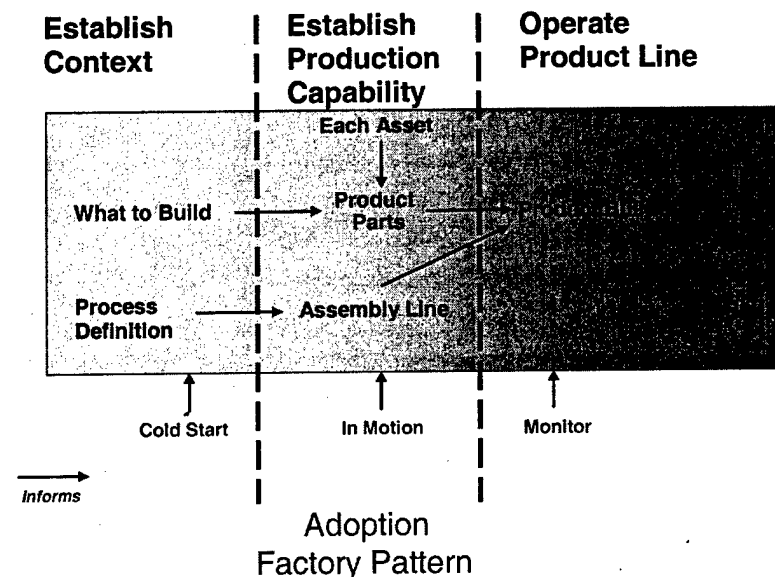 Establish
Context
Establish
Production
Capability
Operate
Product Line
Each Asset
What to Build
Product
Parts
Process
Definition
Assembly Line
Cold Start
In Motion
Monitor
Informs
Adoption
Factory Pattern